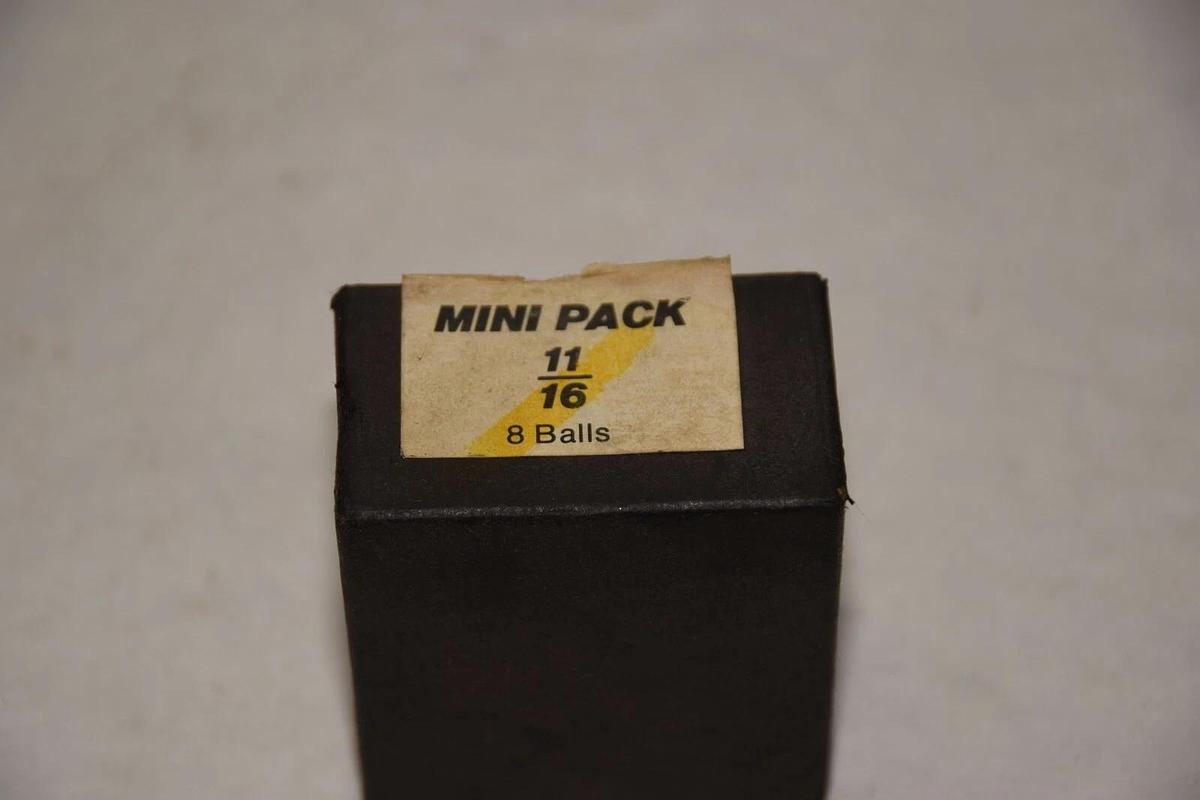 MINI PACK
11
16
8 Balls